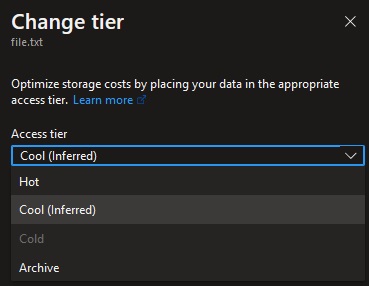 Change tier
file.txt
Optimize storage costs by placing your data in the appropriate
access tier. Learn more
Access tier
Cool (Inferred)
Hot
Cool (Inferred)
Cold
Archive